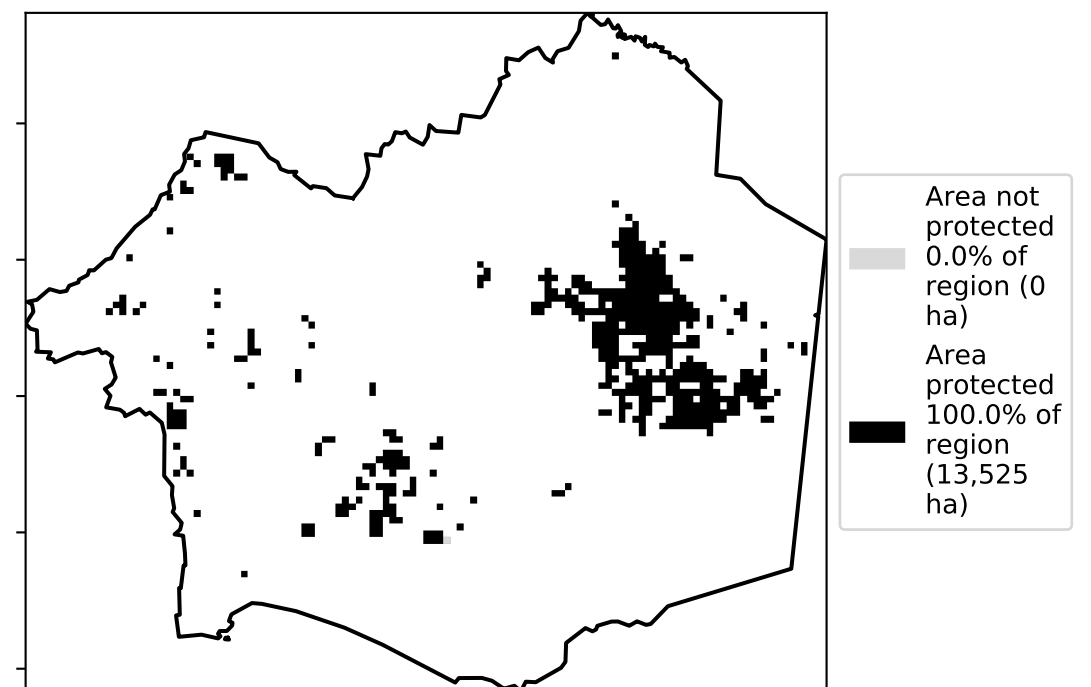 Area not
protected
0.0% of
region (0
ha)
Area
protected
100.0% of
region
(13,525
ha)